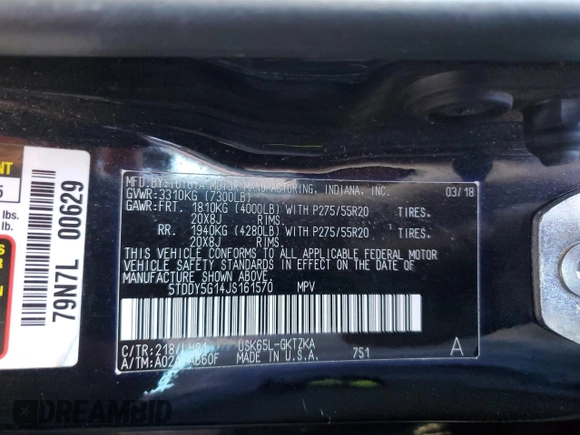 MFD.BY:TOYOTA MOTOR MANUFACTURING, INDIANA, INC. 03/18
GVWR:3310KG (7300LB)
GAWR:FRT. 1810KG (4000LB) WITH P275/55R20 TIRES.
20X8J RIMS.
RR. 1940KG (4280LB) WITH P275/55R20 TIRES.
20X8J RIMS.
THIS VEHICLE CONFORMS TO ALL APPLICABLE FEDERAL MOTOR
VEHICLE SAFETY STANDARDS IN EFFECT ON THE DATE OF
MANUFACTURE SHOWN ABOVE.
5TDDY5G14JS161570 MPV
C/TR:218/ USK65L-GKTZKA
A/TM: MADE IN U.S.A. 751 A
79N7L 00629
5
lbs.
DREAMBID